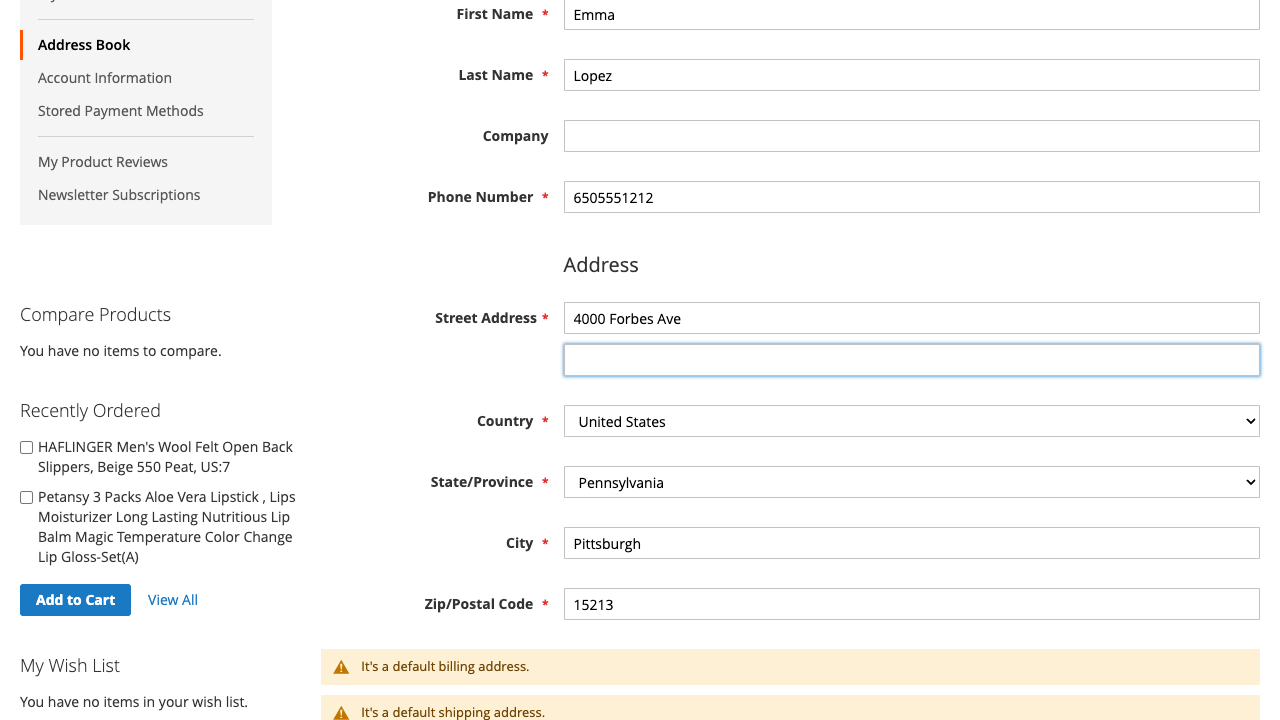 Address Book
Account Information
Stored Payment Methods
My Product Reviews
Newsletter Subscriptions
Compare Products
You have no items to compare.
Recently Ordered
HAFLINGER Men's Wool Felt Open Back
Slippers, Beige 550 Peat, US:7
Petansy 3 Packs Aloe Vera Lipstick , Lips
Moisturizer Long Lasting Nutritious Lip
Balm Magic Temperature Color Change
Lip Gloss-Set(A)
Add to Cart View All
My Wish List
You have no items in your wish list.
First Name * Emma
Last Name * Lopez
Company
Phone Number * 6505551212
Address
Street Address * 4000 Forbes Ave
Country * United States
State/Province * Pennsylvania
City * Pittsburgh
Zip/Postal Code * 15213
It's a default billing address.
It's a default shipping address.